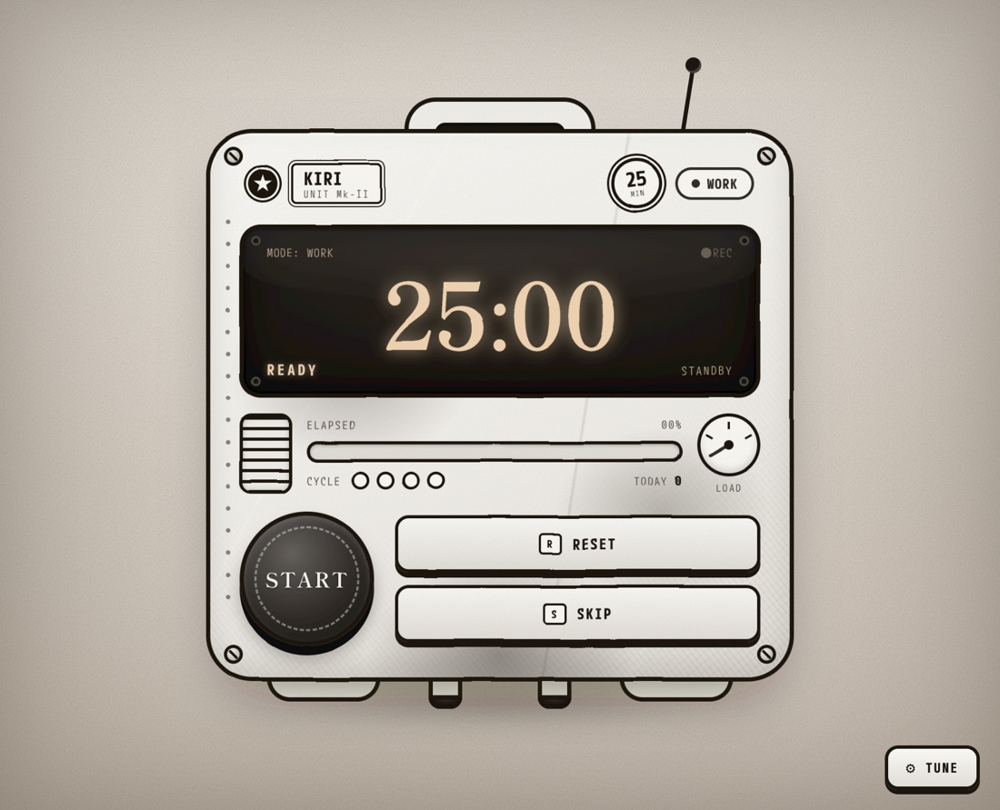 KIRI
UNIT Mk-II
25
MIN
WORK
MODE: WORK
REC
25:00
READY
STANDBY
ELAPSED
00%
CYCLE
TODAY 0
LOAD
START
R RESET
S SKIP
TUNE